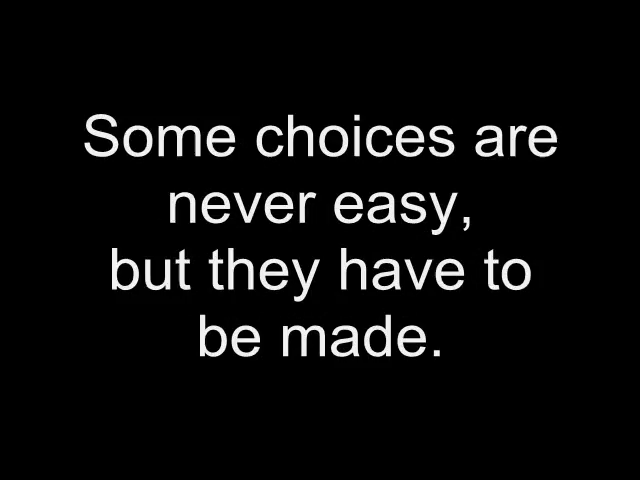 Some choices are
never easy,
but they have to
be made.